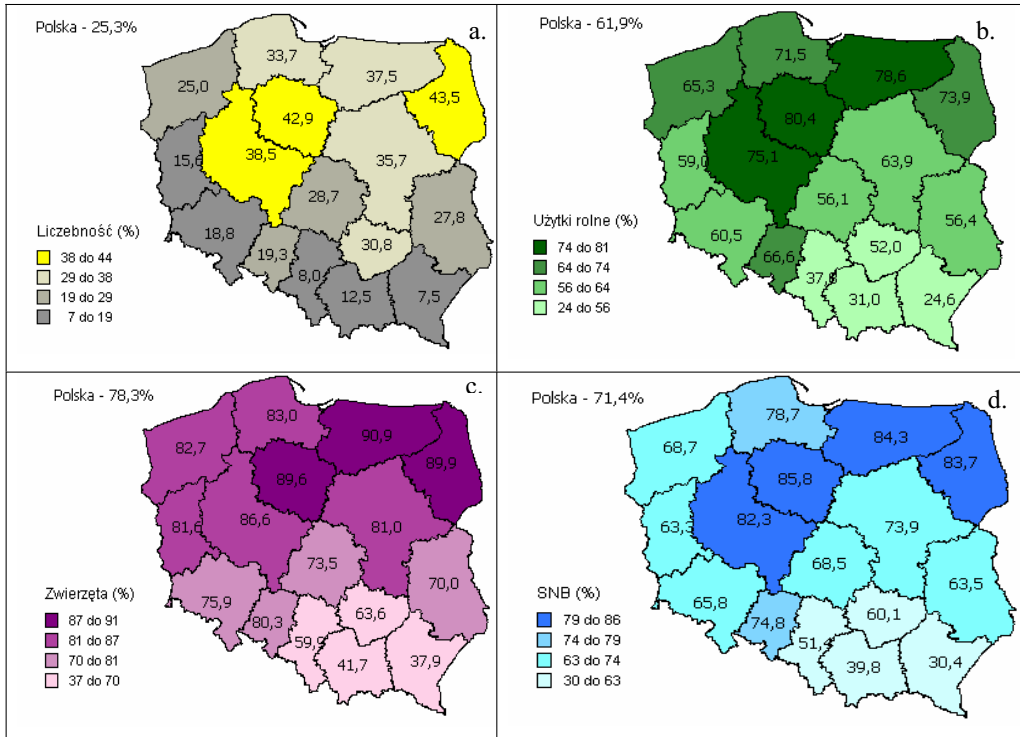 Polska - 25,3%
a.
33,7
37,5
25,0
43,5
42,9
38,5
35,7
28,7
27,8
18,8
30,8
19,3
8,0
12,5
7,5
Liczebność (%)
38 do 44
29 do 38
19 do 29
7 do 19
Polska - 61,9%
b.
71,5
78,6
65,3
73,9
80,4
75,1
63,9
56,1
56,4
60,5
52,0
66,6
31,0
24,6
Użytki rolne (%)
74 do 81
64 do 74
56 do 64
24 do 56
Polska - 78,3%
c.
83,0
90,9
82,7
89,9
89,6
86,6
81,0
73,5
70,0
75,9
63,6
80,3
41,7
37,9
Zwierzęta (%)
87 do 91
81 do 87
70 do 81
37 do 70
Polska - 71,4%
d.
78,7
84,3
68,7
83,7
85,8
82,3
73,9
63,3
68,5
63,5
65,8
60,1
74,8
39,8
30,4
SNB (%)
79 do 86
74 do 79
63 do 74
30 do 63